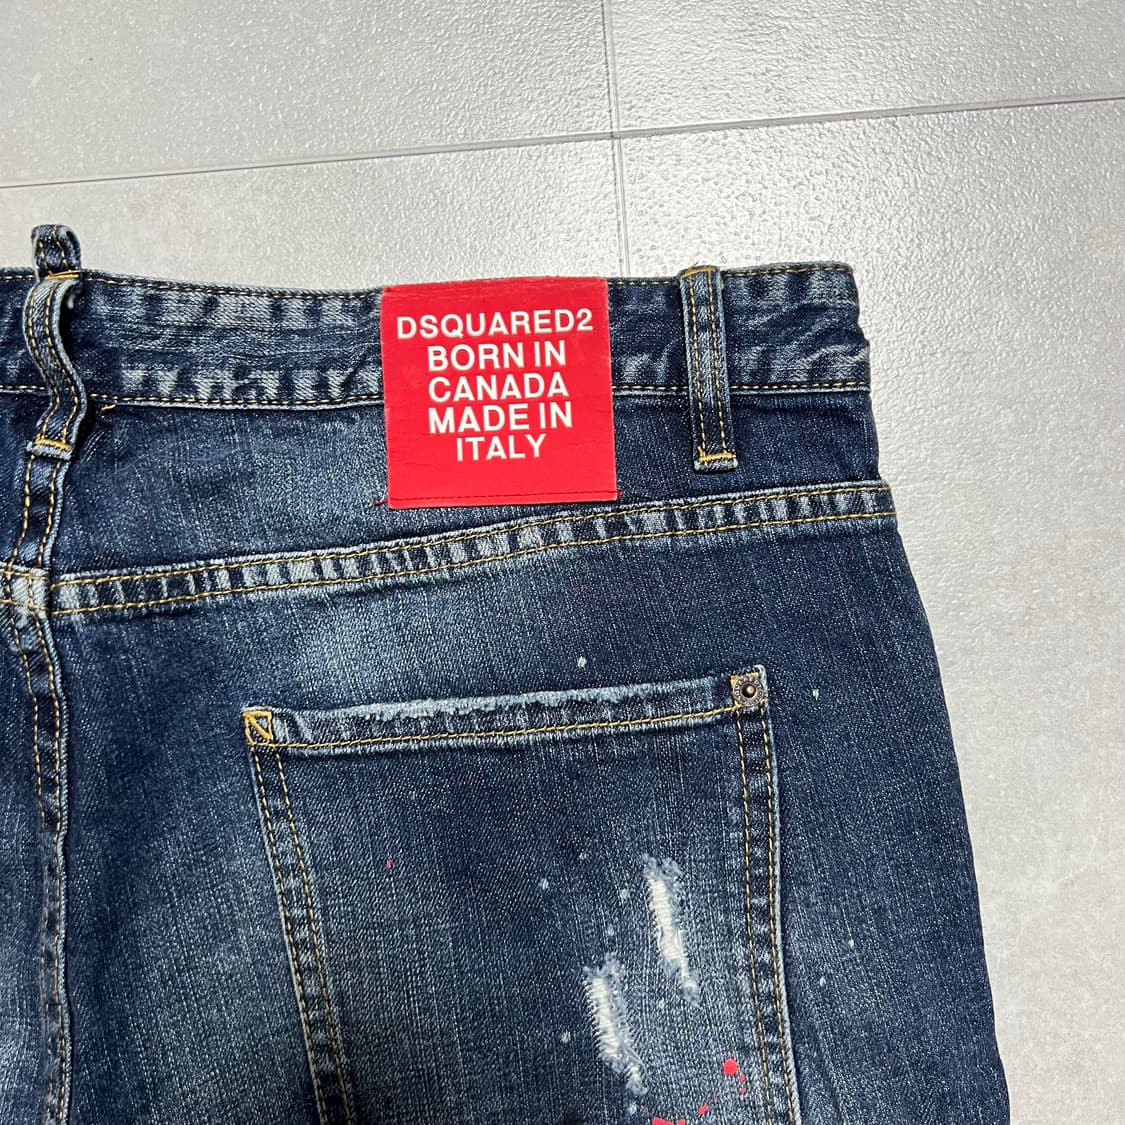 DSQUARED2
BORN IN
CANADA
MADE IN
ITALY